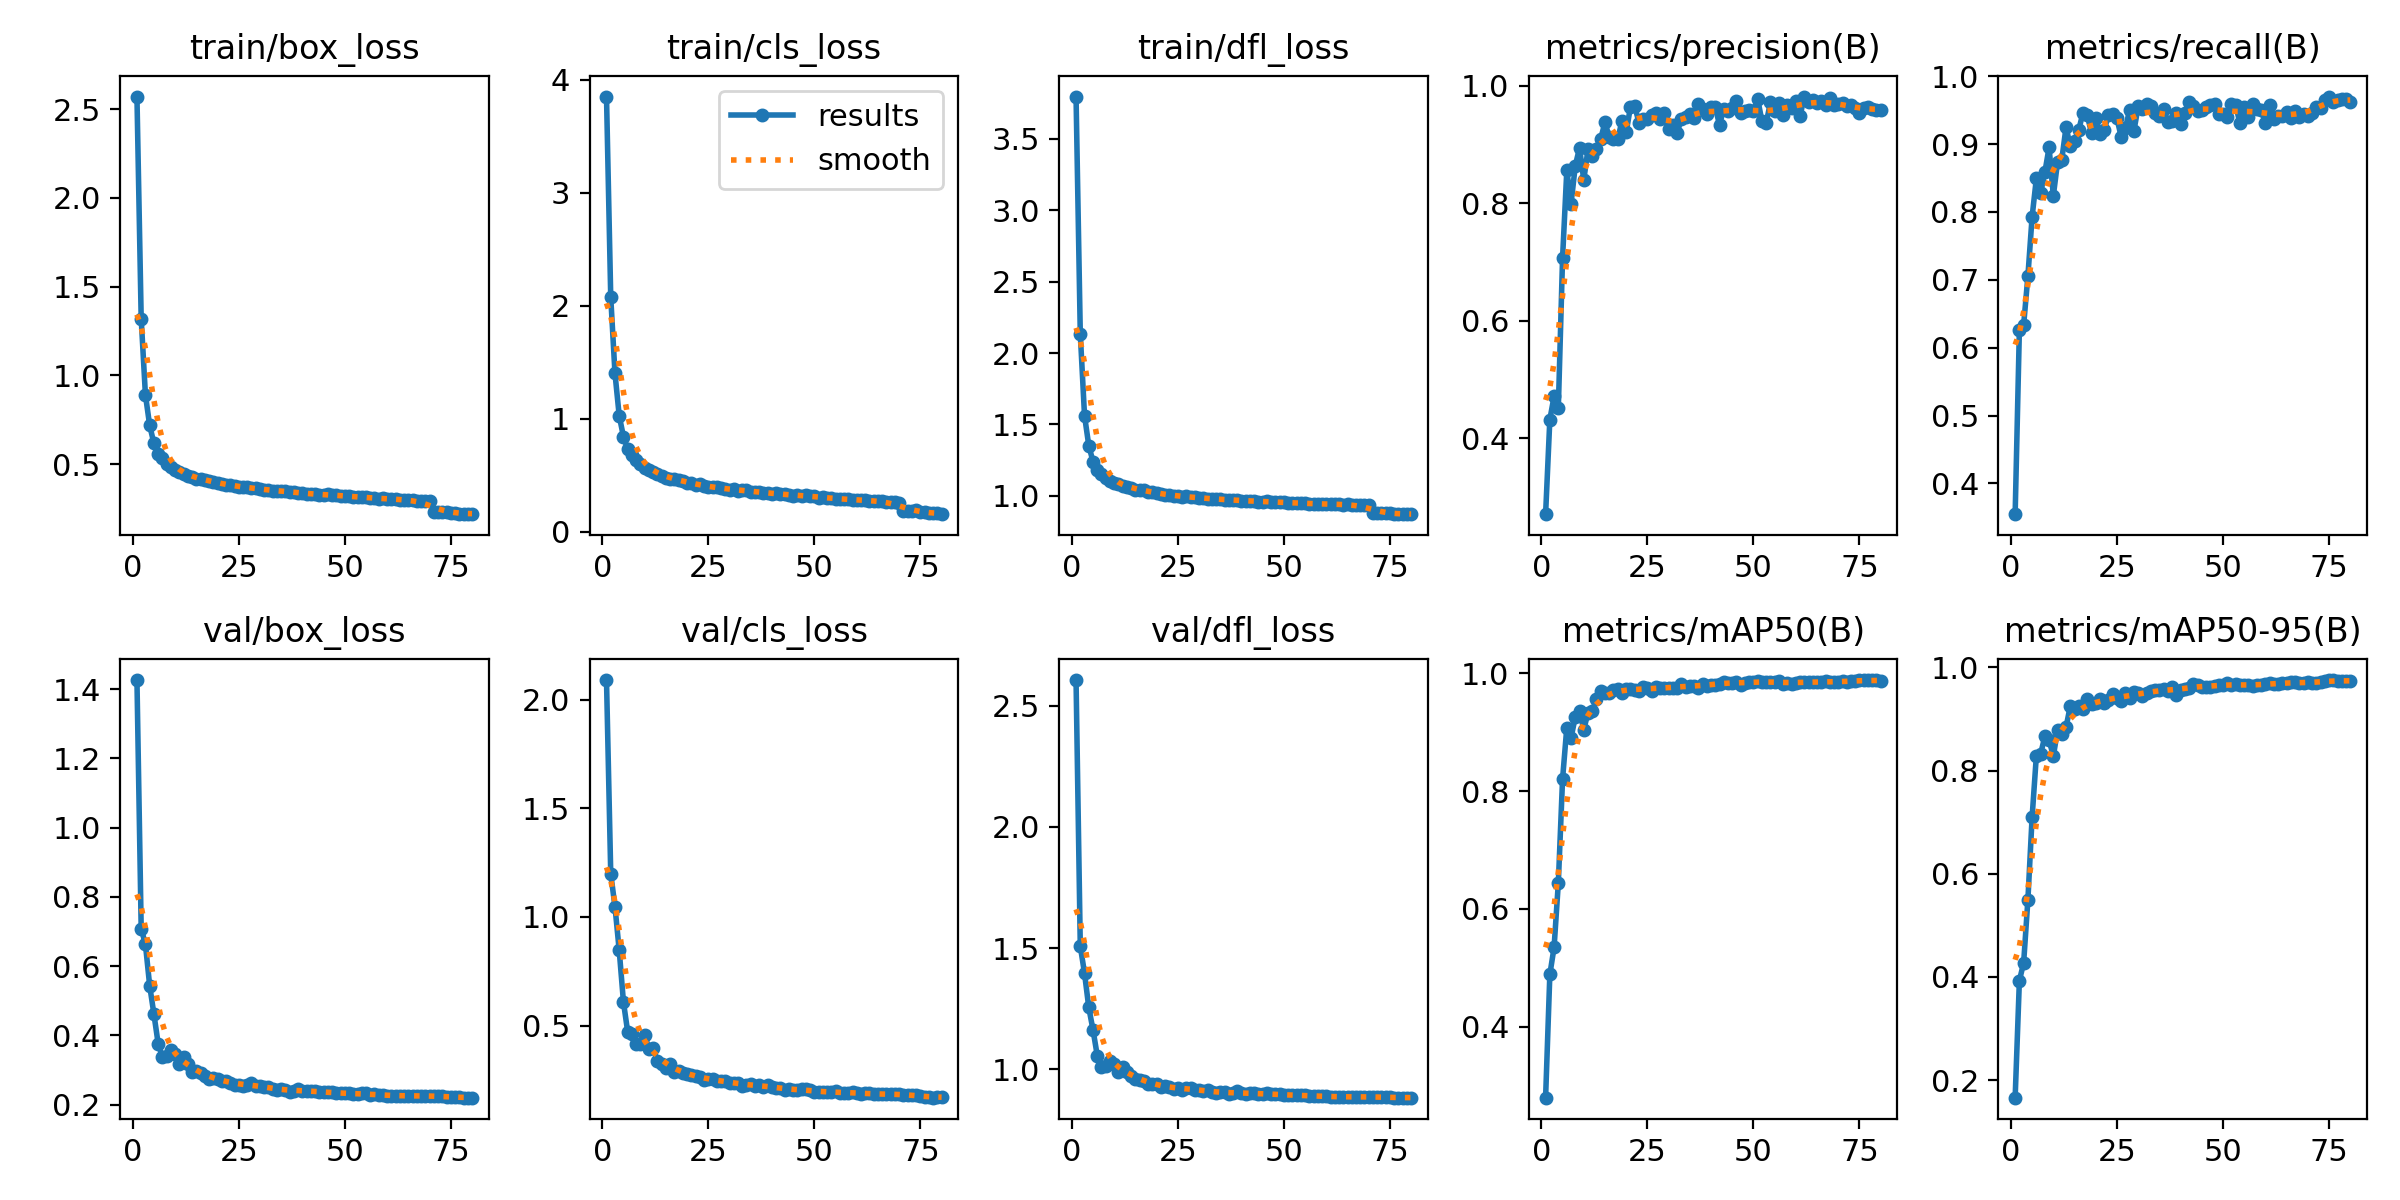 train/box_loss
2.5
2.0
1.5
1.0
0.5
0 25 50 75
train/cls_loss
results
smooth
4
3
2
1
0
0 25 50 75
train/dfl_loss
3.5
3.0
2.5
2.0
1.5
1.0
0 25 50 75
metrics/precision(B)
1.0
0.8
0.6
0.4
0 25 50 75
metrics/recall(B)
1.0
0.9
0.8
0.7
0.6
0.5
0.4
0 25 50 75
val/box_loss
1.4
1.2
1.0
0.8
0.6
0.4
0.2
0 25 50 75
val/cls_loss
2.0
1.5
1.0
0.5
0 25 50 75
val/dfl_loss
2.5
2.0
1.5
1.0
0 25 50 75
metrics/mAP50(B)
1.0
0.8
0.6
0.4
0 25 50 75
metrics/mAP50-95(B)
1.0
0.8
0.6
0.4
0.2
0 25 50 75